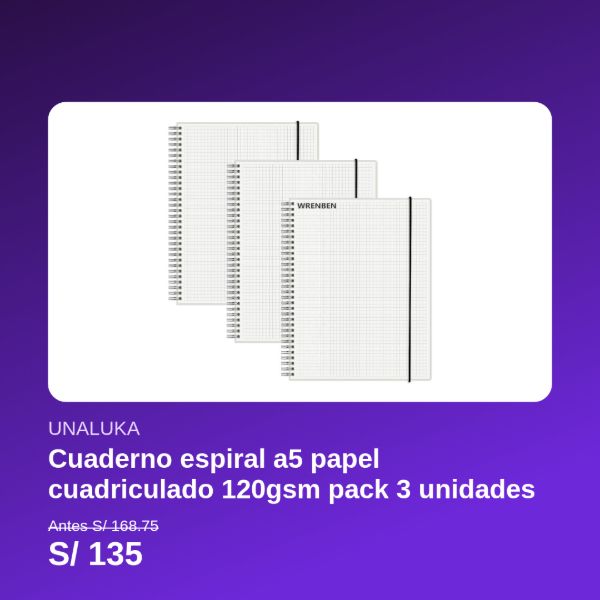 WRENBEN
UNALUKA
Cuaderno espiral a5 papel
cuadriculado 120gsm pack 3 unidades
Antes S/ 168.75
S/ 135